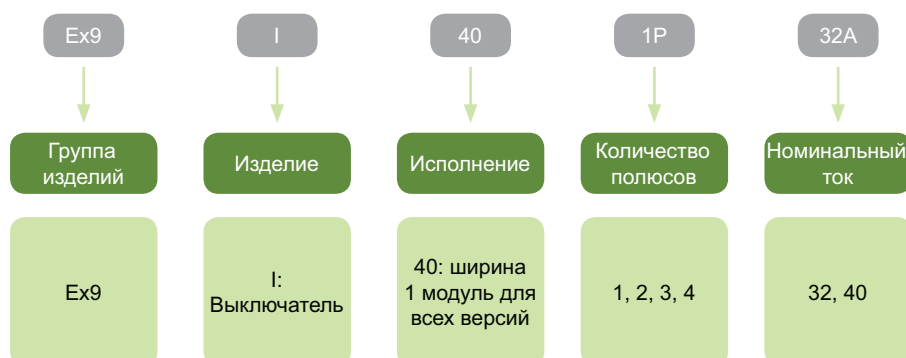 Ex9
I
40
1P
32A
Группа
изделий
Изделие
Исполнение
Количество
полюсов
Номинальный
ток
Ex9
I:
Выключатель
40: ширина
1 модуль для
всех версий
1, 2, 3, 4
32, 40